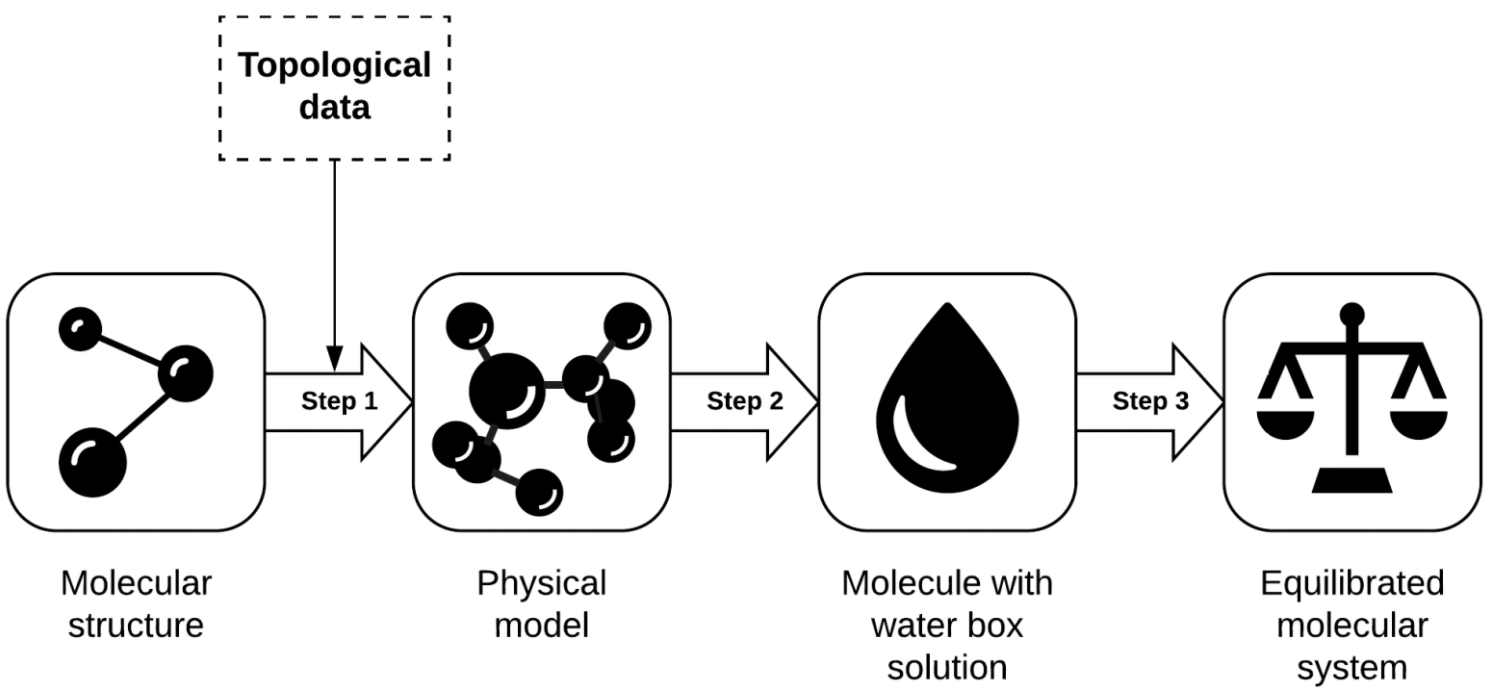 Topological
data
Step 1
Step 2
Step 3
Molecular
structure
Physical
model
Molecule with
water box
solution
Equilibrated
molecular
system